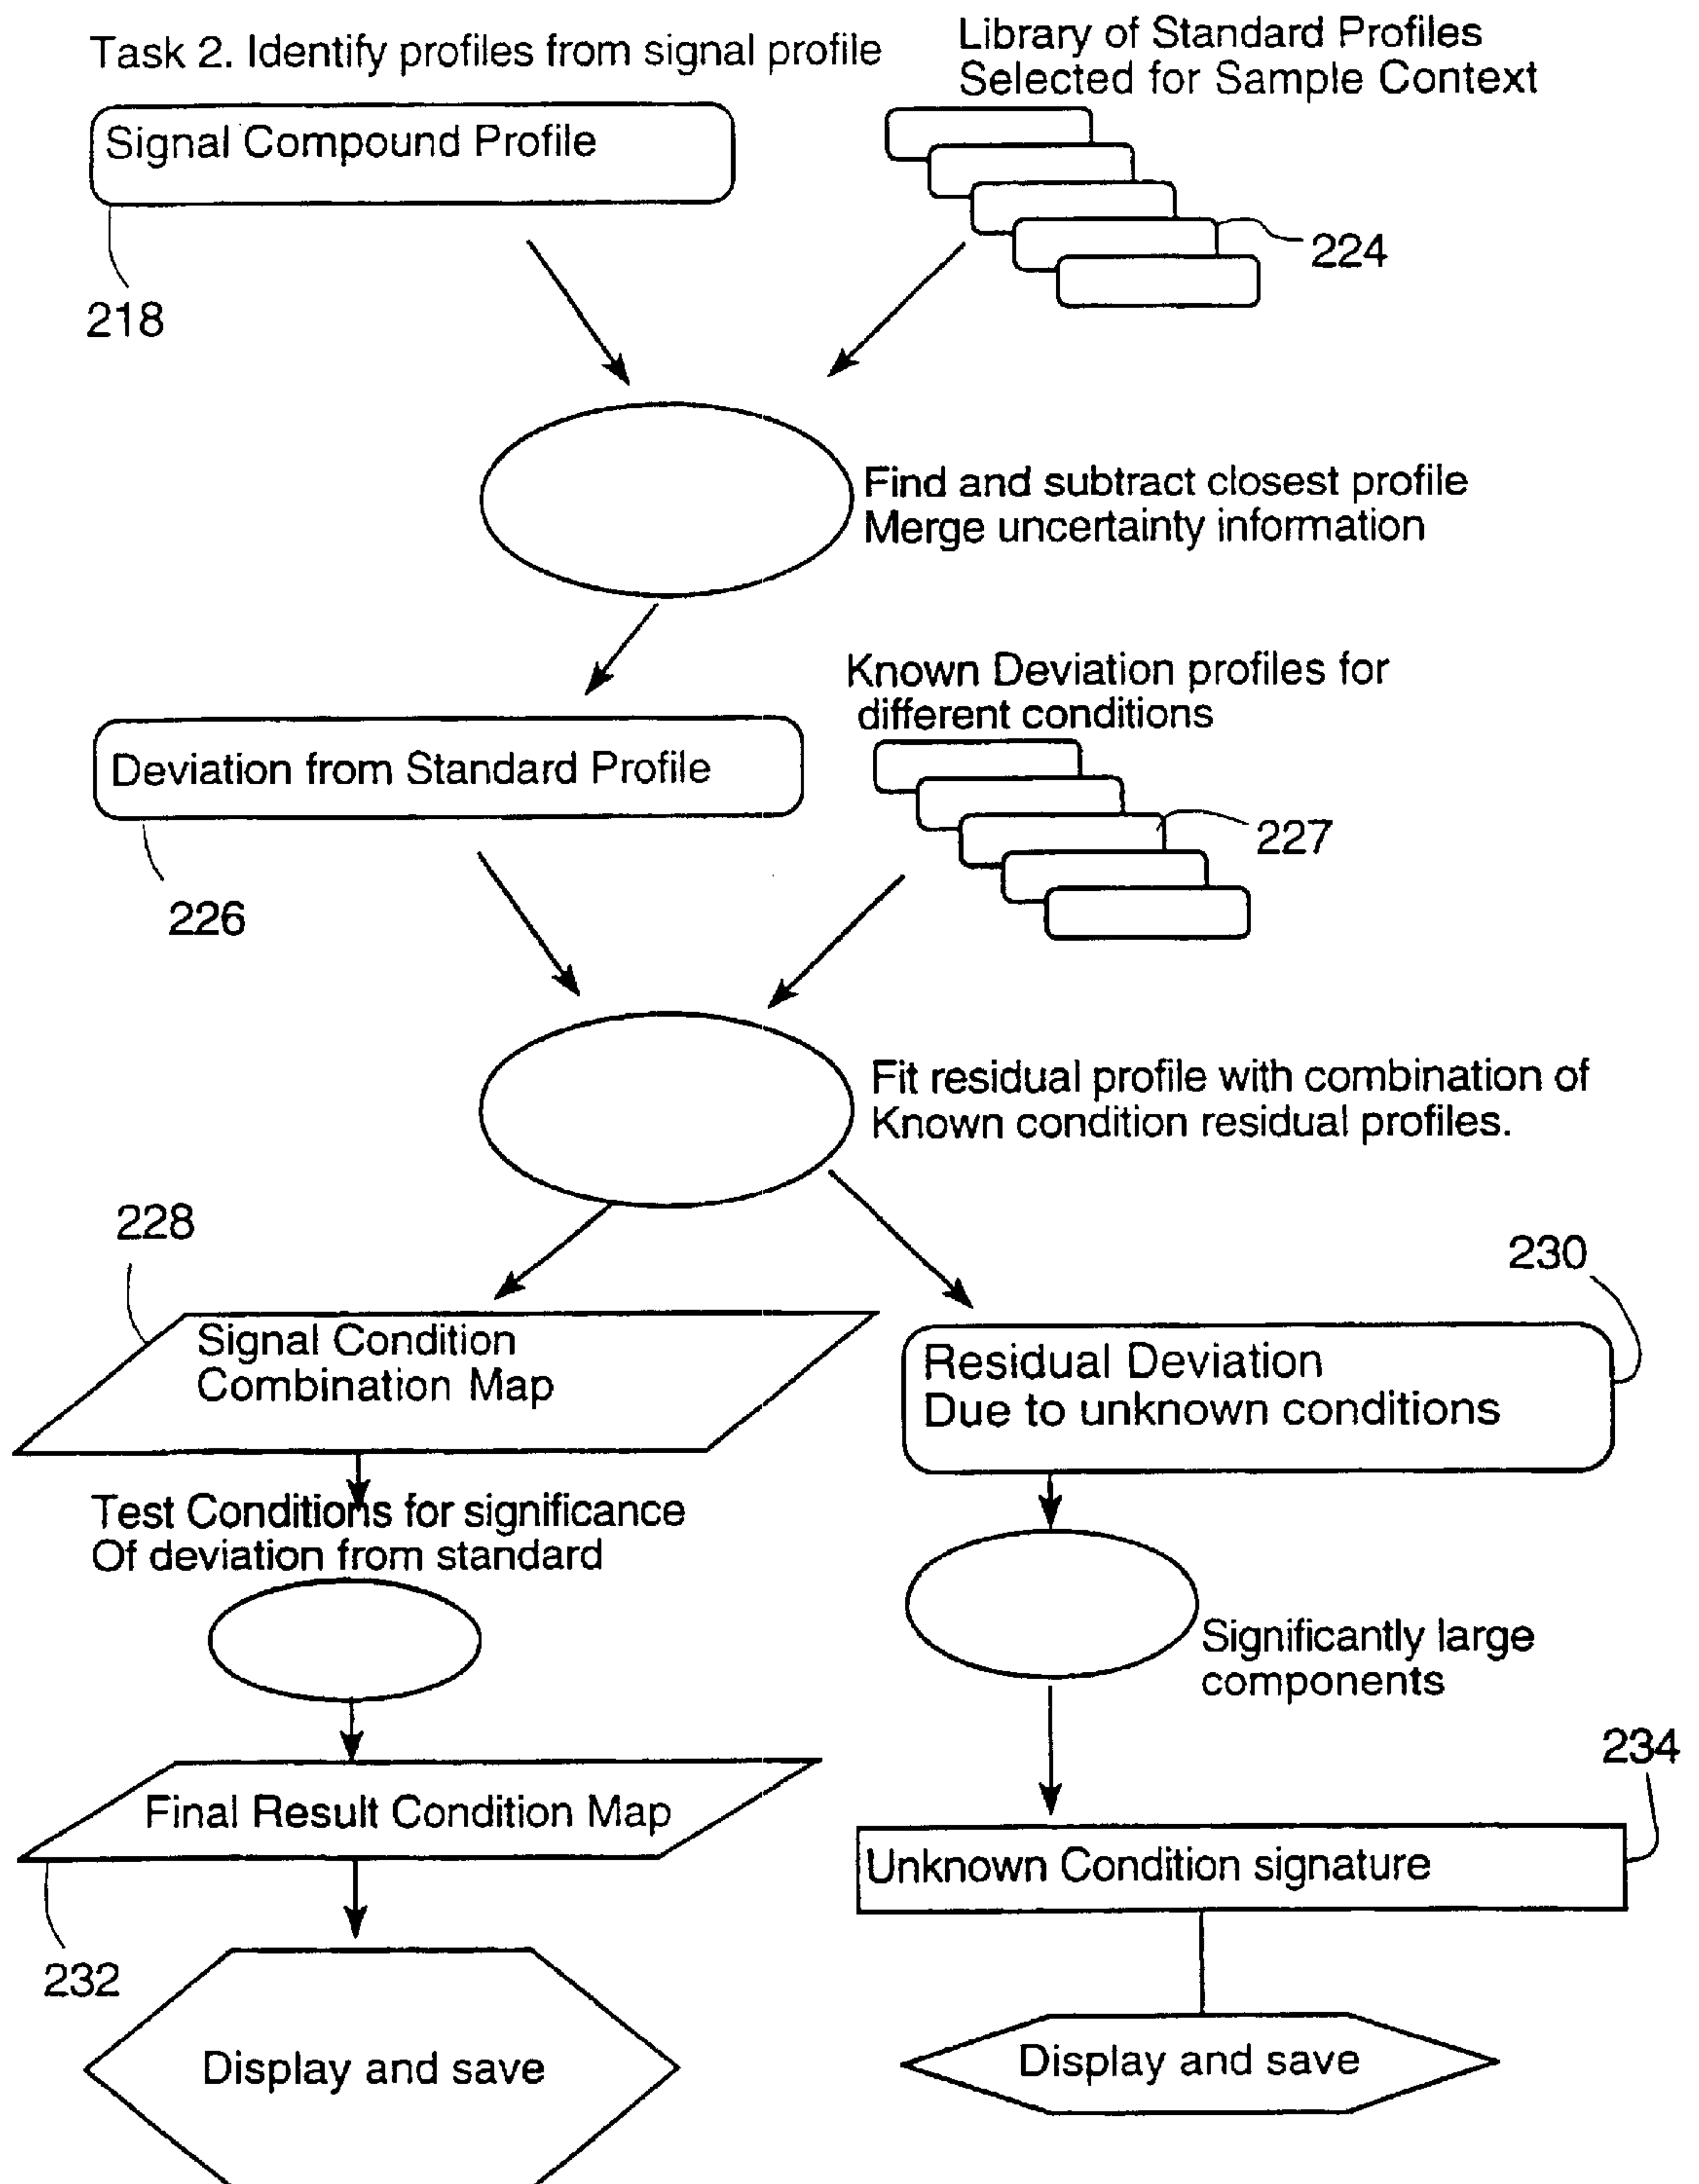 Task 2. Identify profiles from signal profile
Library of Standard Profiles
Selected for Sample Context
Signal Compound Profile
224
218
Find and subtract closest profile
Merge uncertainty information
Known Deviation profiles for
different conditions
Deviation from Standard Profile
227
226
Fit residual profile with combination of
Known condition residual profiles.
228
230
Signal Condition
Combination Map
Residual Deviation
Due to unknown conditions
Test Conditions for significance
Of deviation from standard
Significantly large
components
234
Final Result Condition Map
Unknown Condition signature
232
Display and save
Display and save